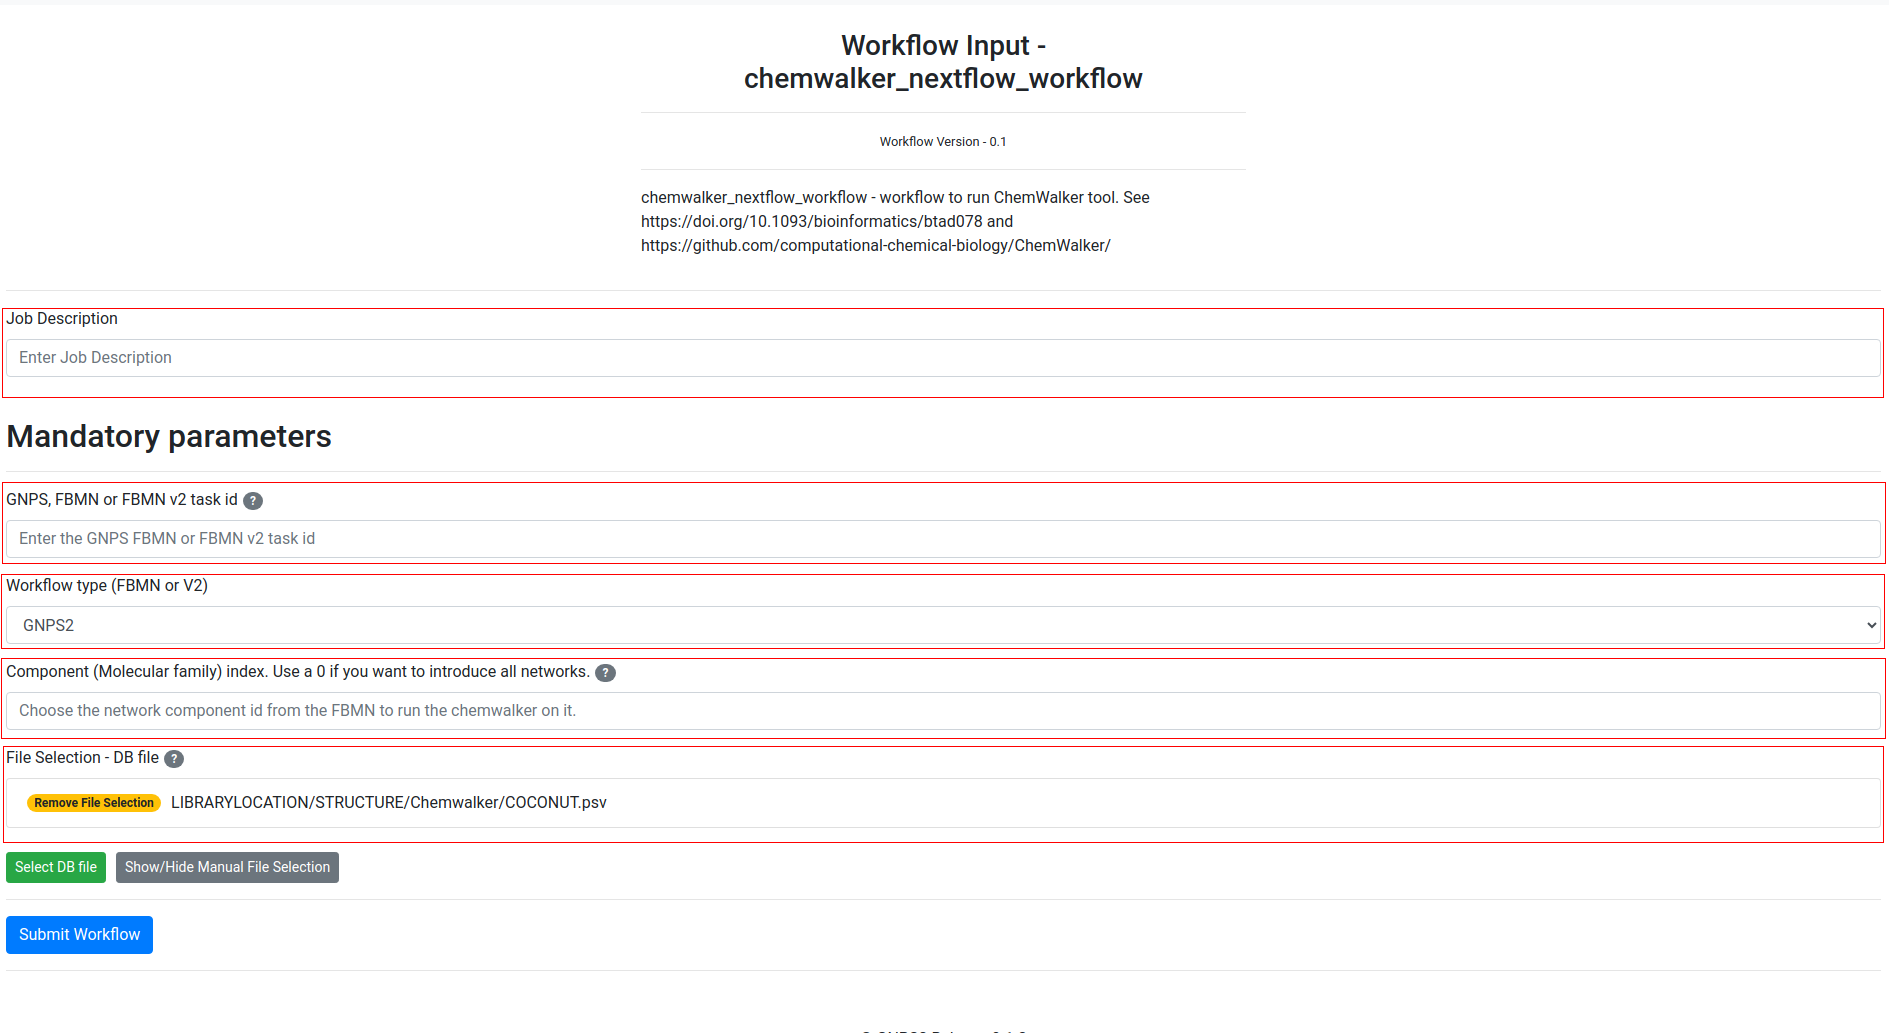 Workflow Input -
chemwalker_nextflow_workflow
Workflow Version - 0.1
chemwalker_nextflow_workflow - workflow to run ChemWalker tool. See
https://doi.org/10.1093/bioinformatics/btad078 and
https://github.com/computational-chemical-biology/ChemWalker/
Job Description
Enter Job Description
Mandatory parameters
GNPS, FBMN or FBMN v2 task id ?
Enter the GNPS FBMN or FBMN v2 task id
Workflow type (FBMN or V2)
GNPS2
Component (Molecular family) index. Use a 0 if you want to introduce all networks. ?
Choose the network component id from the FBMN to run the chemwalker on it.
File Selection - DB file ?
Remove File Selection LIBRARYLOCATION/STRUCTURE/Chemwalker/COCONUT.psv
Select DB file Show/Hide Manual File Selection
Submit Workflow